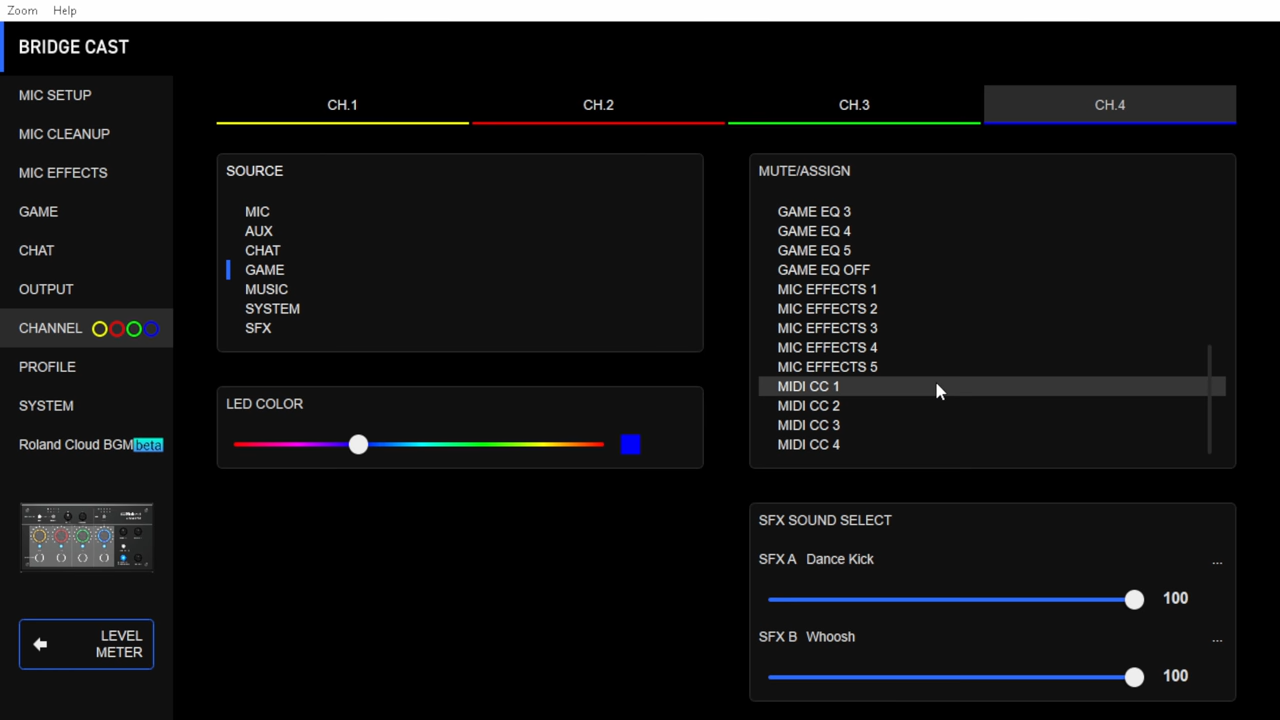 Zoom Help
BRIDGE CAST
MIC SETUP
MIC CLEANUP
MIC EFFECTS
GAME
CHAT
OUTPUT
CHANNEL
PROFILE
SYSTEM
Roland Cloud BGM beta
LEVEL
METER
CH.1 CH.2 CH.3 CH.4
SOURCE
MIC
AUX
CHAT
GAME
MUSIC
SYSTEM
SFX
LED COLOR
MUTE/ASSIGN
GAME EQ 3
GAME EQ 4
GAME EQ 5
GAME EQ OFF
MIC EFFECTS 1
MIC EFFECTS 2
MIC EFFECTS 3
MIC EFFECTS 4
MIC EFFECTS 5
MIDI CC 1
MIDI CC 2
MIDI CC 3
MIDI CC 4
SFX SOUND SELECT
SFX A Dance Kick ...
100
SFX B Whoosh ...
100